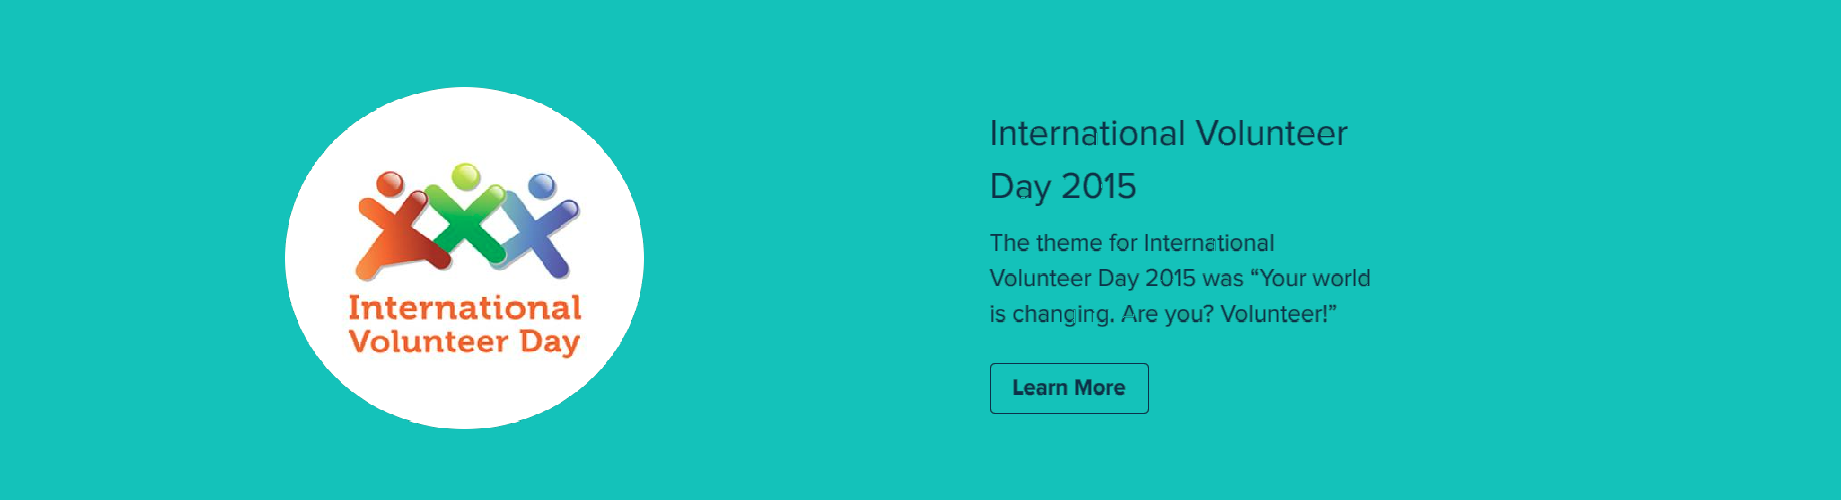 International
Volunteer Day
International Volunteer
Day 2015
The theme for International
Volunteer Day 2015 was “Your world
is changing. Are you? Volunteer!”
Learn More